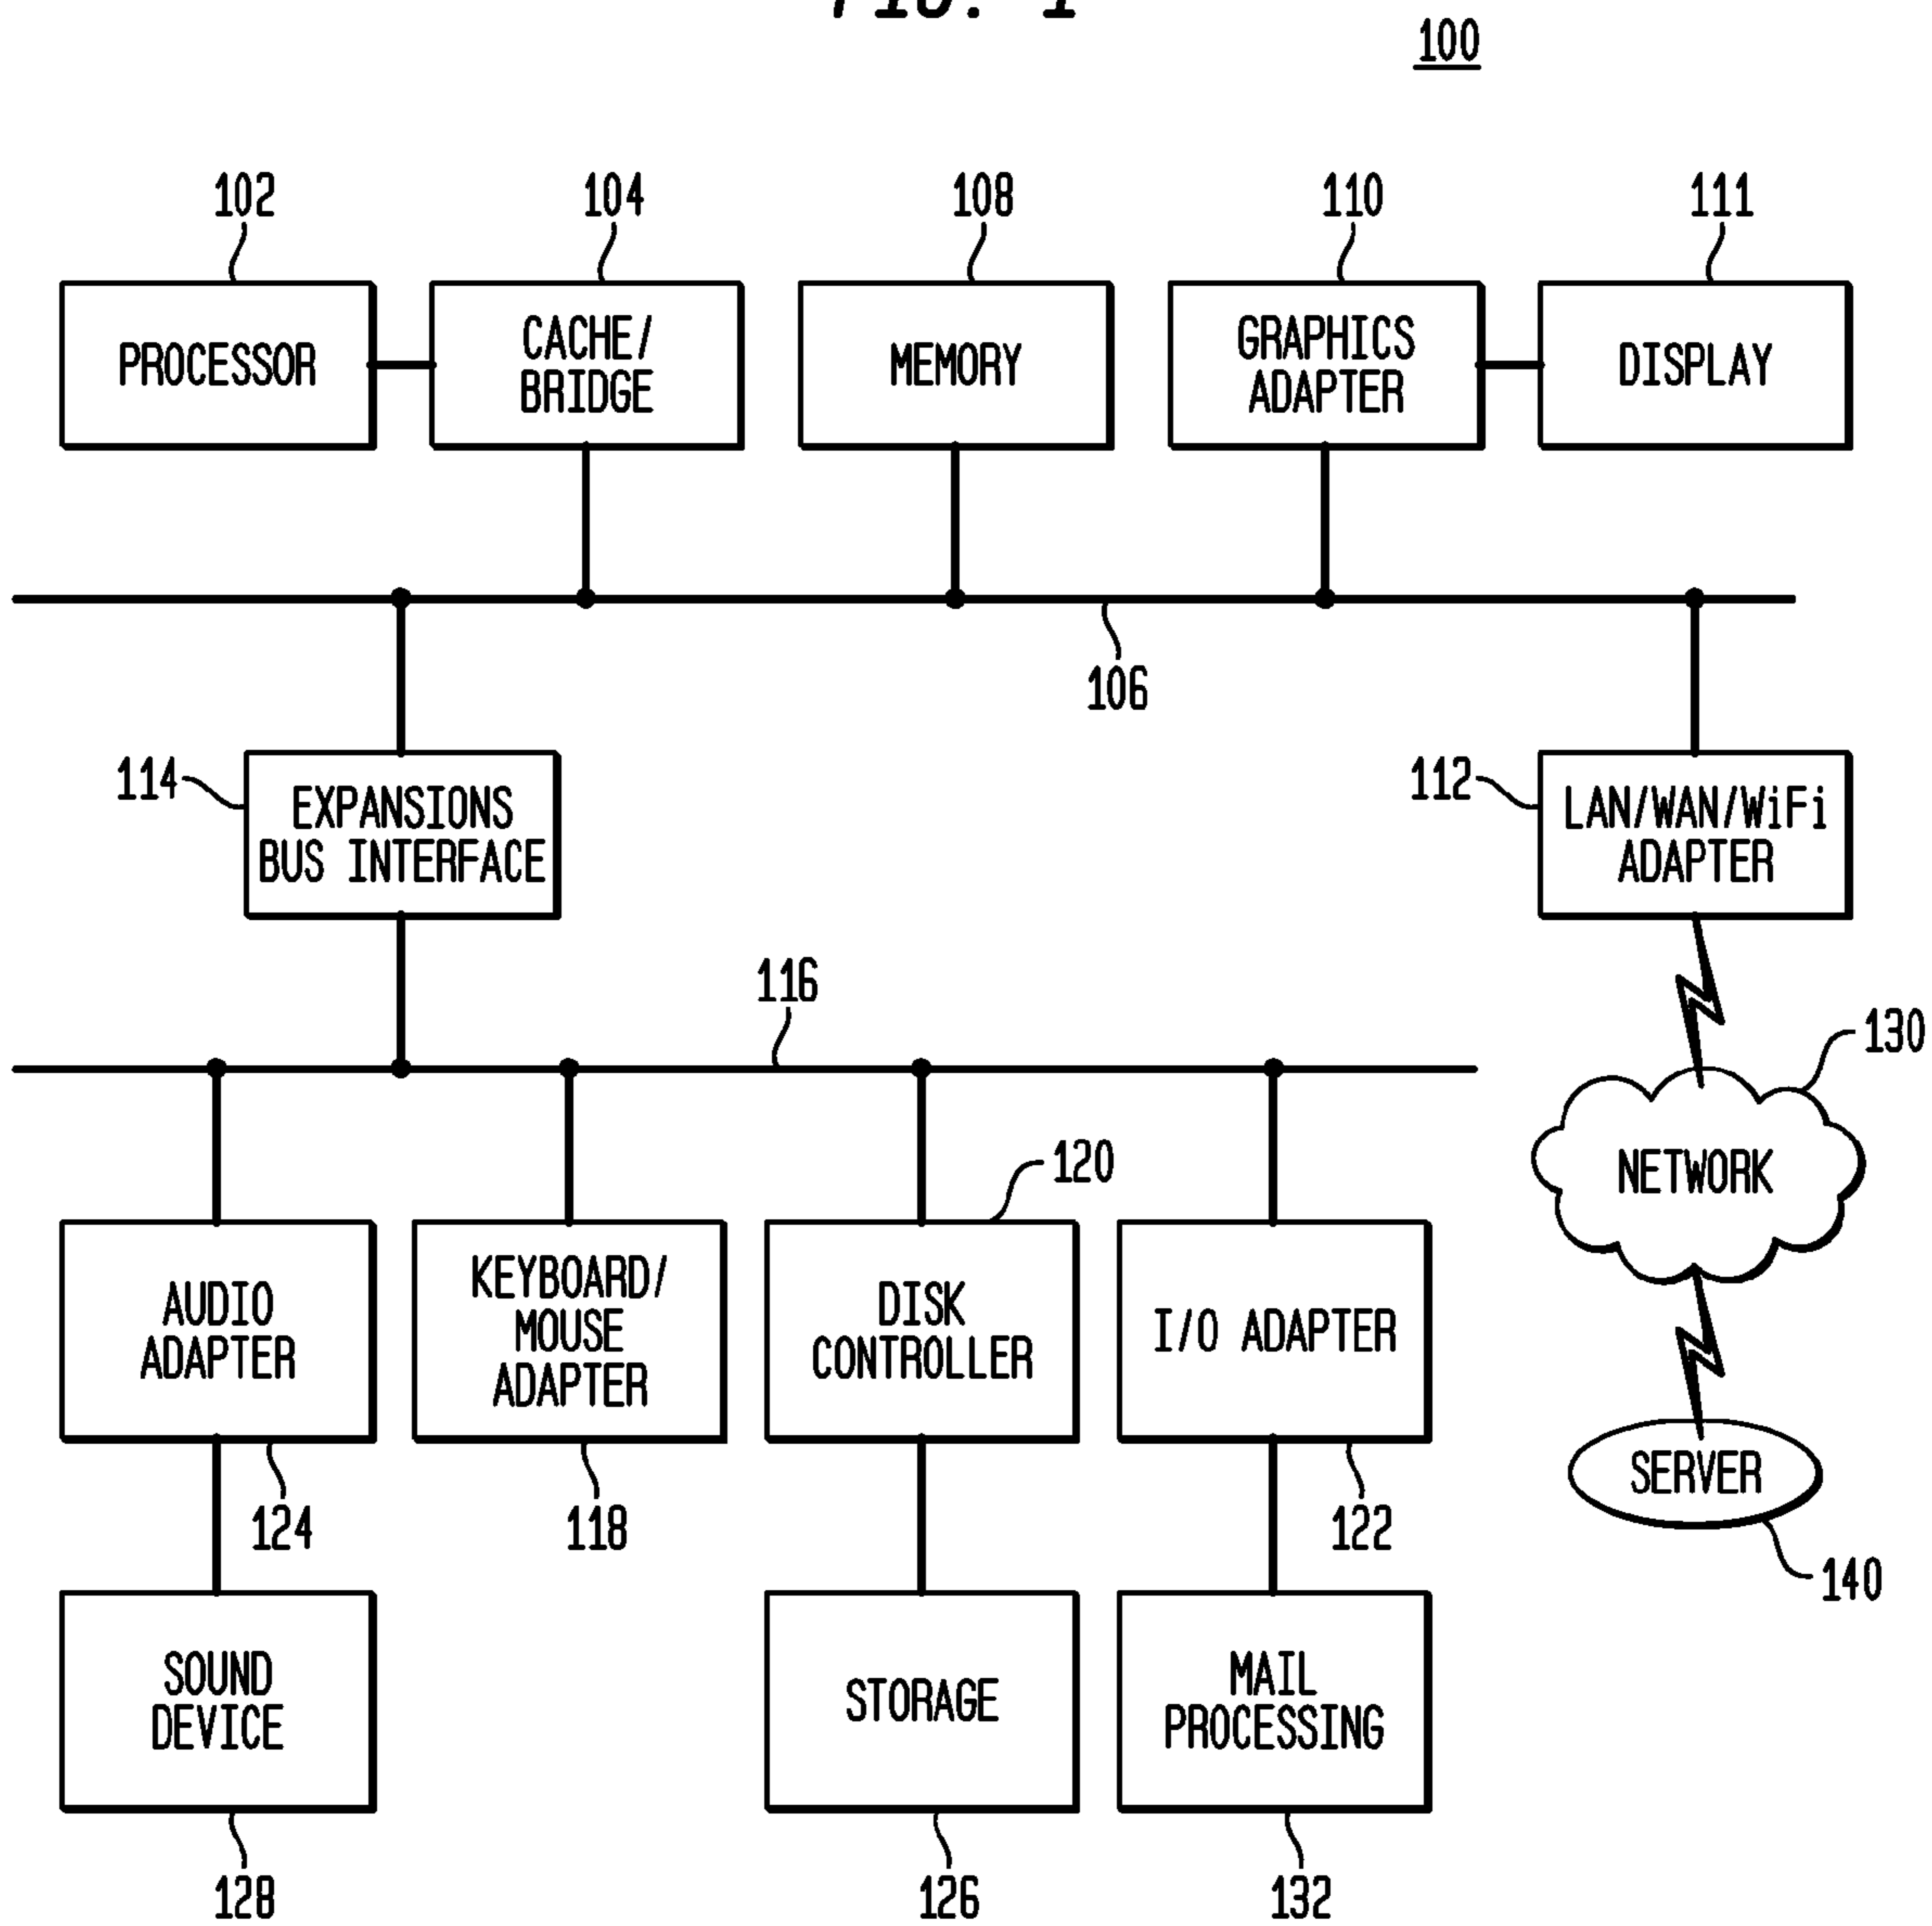 FIG. 1
100
102
104
108
110
111
PROCESSOR
CACHE/
BRIDGE
MEMORY
GRAPHICS
ADAPTER
DISPLAY
106
114
EXPANSIONS
BUS INTERFACE
112
LAN/WAN/WiFi
ADAPTER
116
130
NETWORK
120
AUDIO
ADAPTER
KEYBOARD/
MOUSE
ADAPTER
DISK
CONTROLLER
I/O ADAPTER
SERVER
124
118
122
140
SOUND
DEVICE
STORAGE
MAIL
PROCESSING
128
126
132